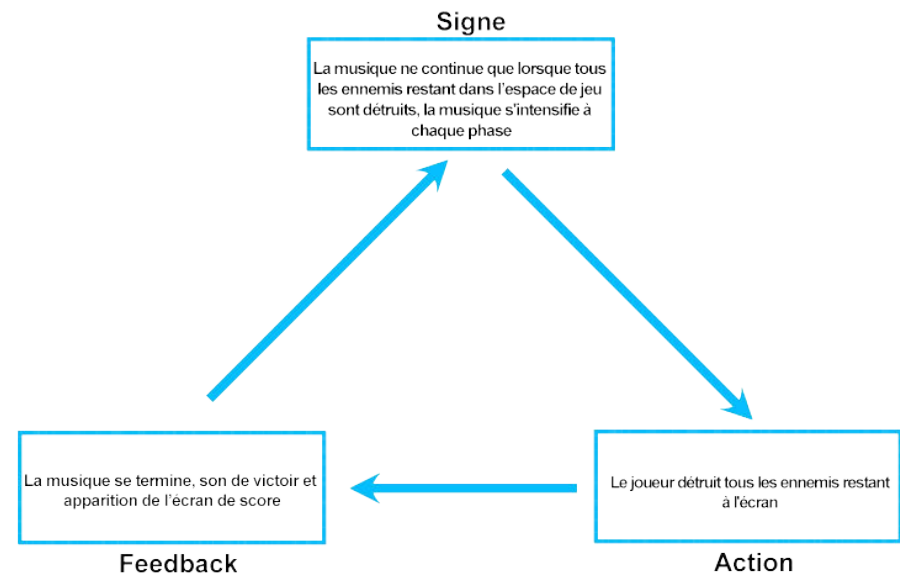 Signe
La musique ne continue que lorsque tous
les ennemis restant dans l'espace de jeu
sont détruits, la musique s'intensifie à
chaque phase
La musique se termine, son de victoir et
apparition de l'écran de score
Feedback
Le joueur détruit tous les ennemis restant
à l'écran
Action